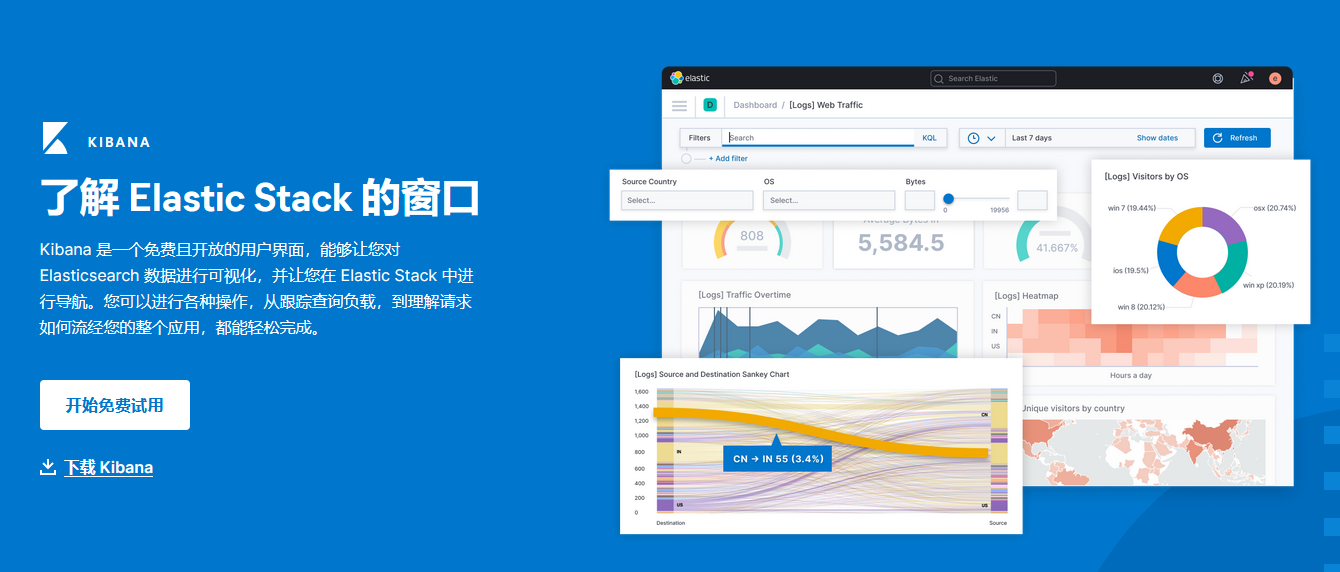 KIBANA
了解 Elastic Stack 的窗口
Kibana 是一个免费且开放的用户界面，能够让您对
Elasticsearch 数据进行可视化，并让您在 Elastic Stack 中进
行导航。您可以进行各种操作，从跟踪查询负载，到理解请求
如何流经您的整个应用，都能轻松完成。
开始免费试用
下载 Kibana
elastic
Search Elastic
e
D
Dashboard / [Logs] Web Traffic
Filters
Search
KQL
Last 7 days
Show dates
Refresh
+ Add filter
Source Country
OS
Bytes
Select...
Select...
0
19956
808
Average Bytes In
5,584.5
41.667%
[Logs] Visitors by OS
win 7 (19.44%)
osx (20.74%)
ios (19.5%)
win xp (20.19%)
win 8 (20.12%)
[Logs] Traffic Overtime
[Logs] Heatmap
CN
IN
US
Hours a day
[Logs] Source and Destination Sankey Chart
1,600
1,400
1,200
1,000
800
600
400
200
0
CN
IN
US
US
CN → IN 55 (3.4%)
Destination
Source
Unique visitors by country